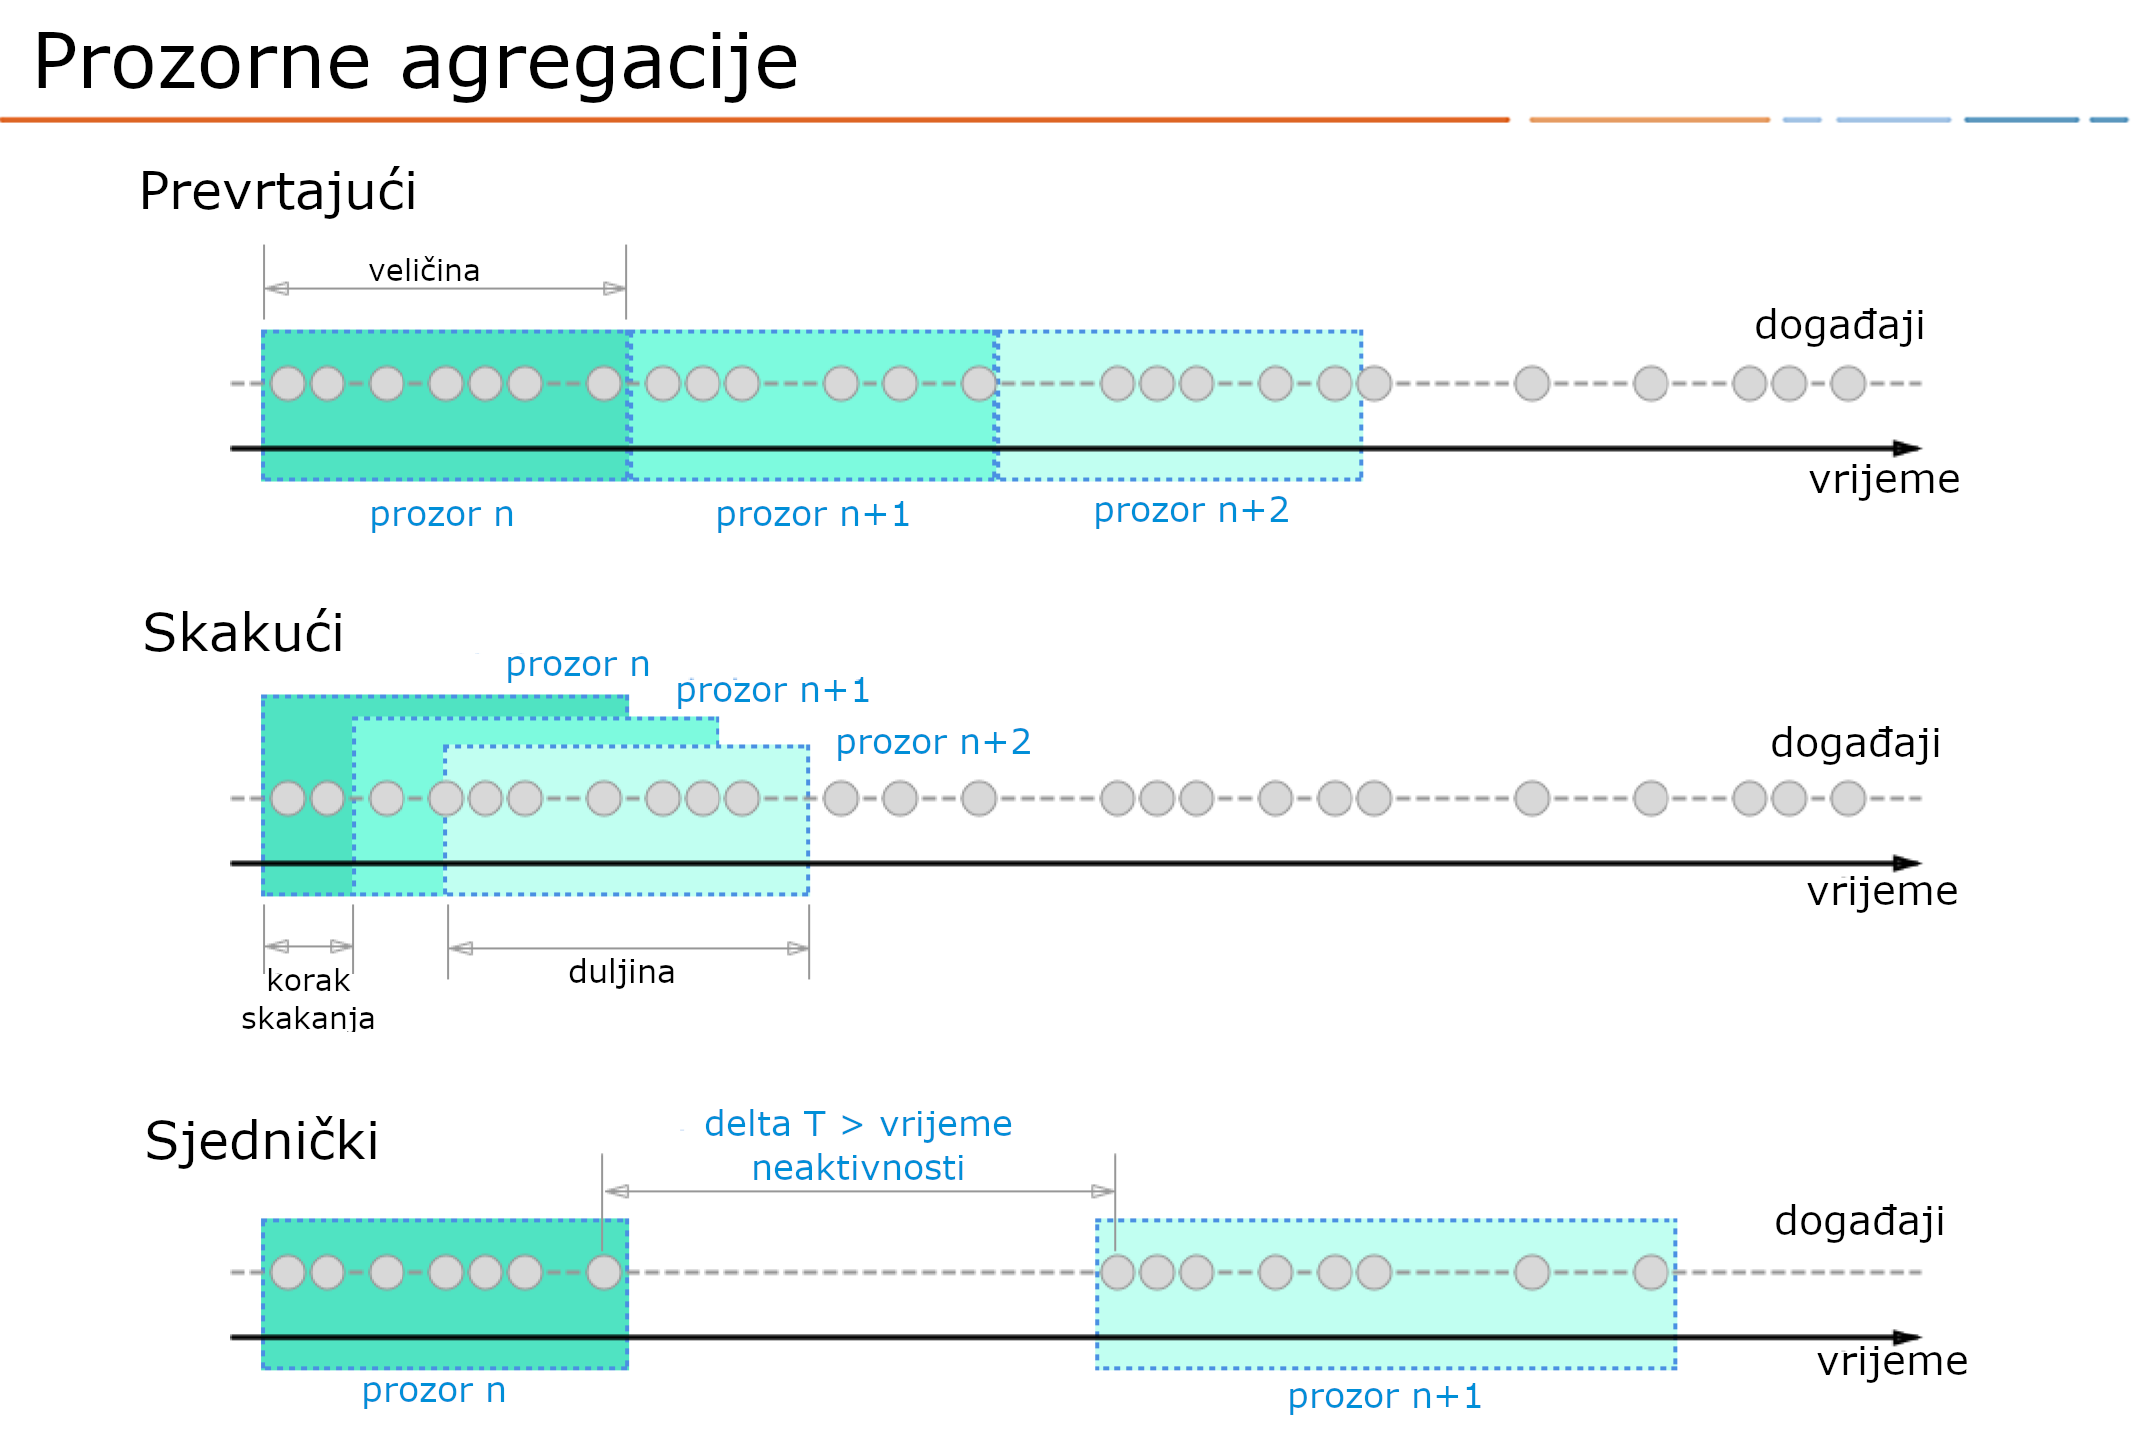 Prozorne agregacije
Prevrtajući
veličina
događaji
vrijeme
prozor n
prozor n+1
prozor n+2
Skakući
prozor n
prozor n+1
prozor n+2
događaji
vrijeme
korak
skakanja
duljina
Sjednički
delta T > vrijeme
neaktivnosti
događaji
vrijeme
prozor n
prozor n+1